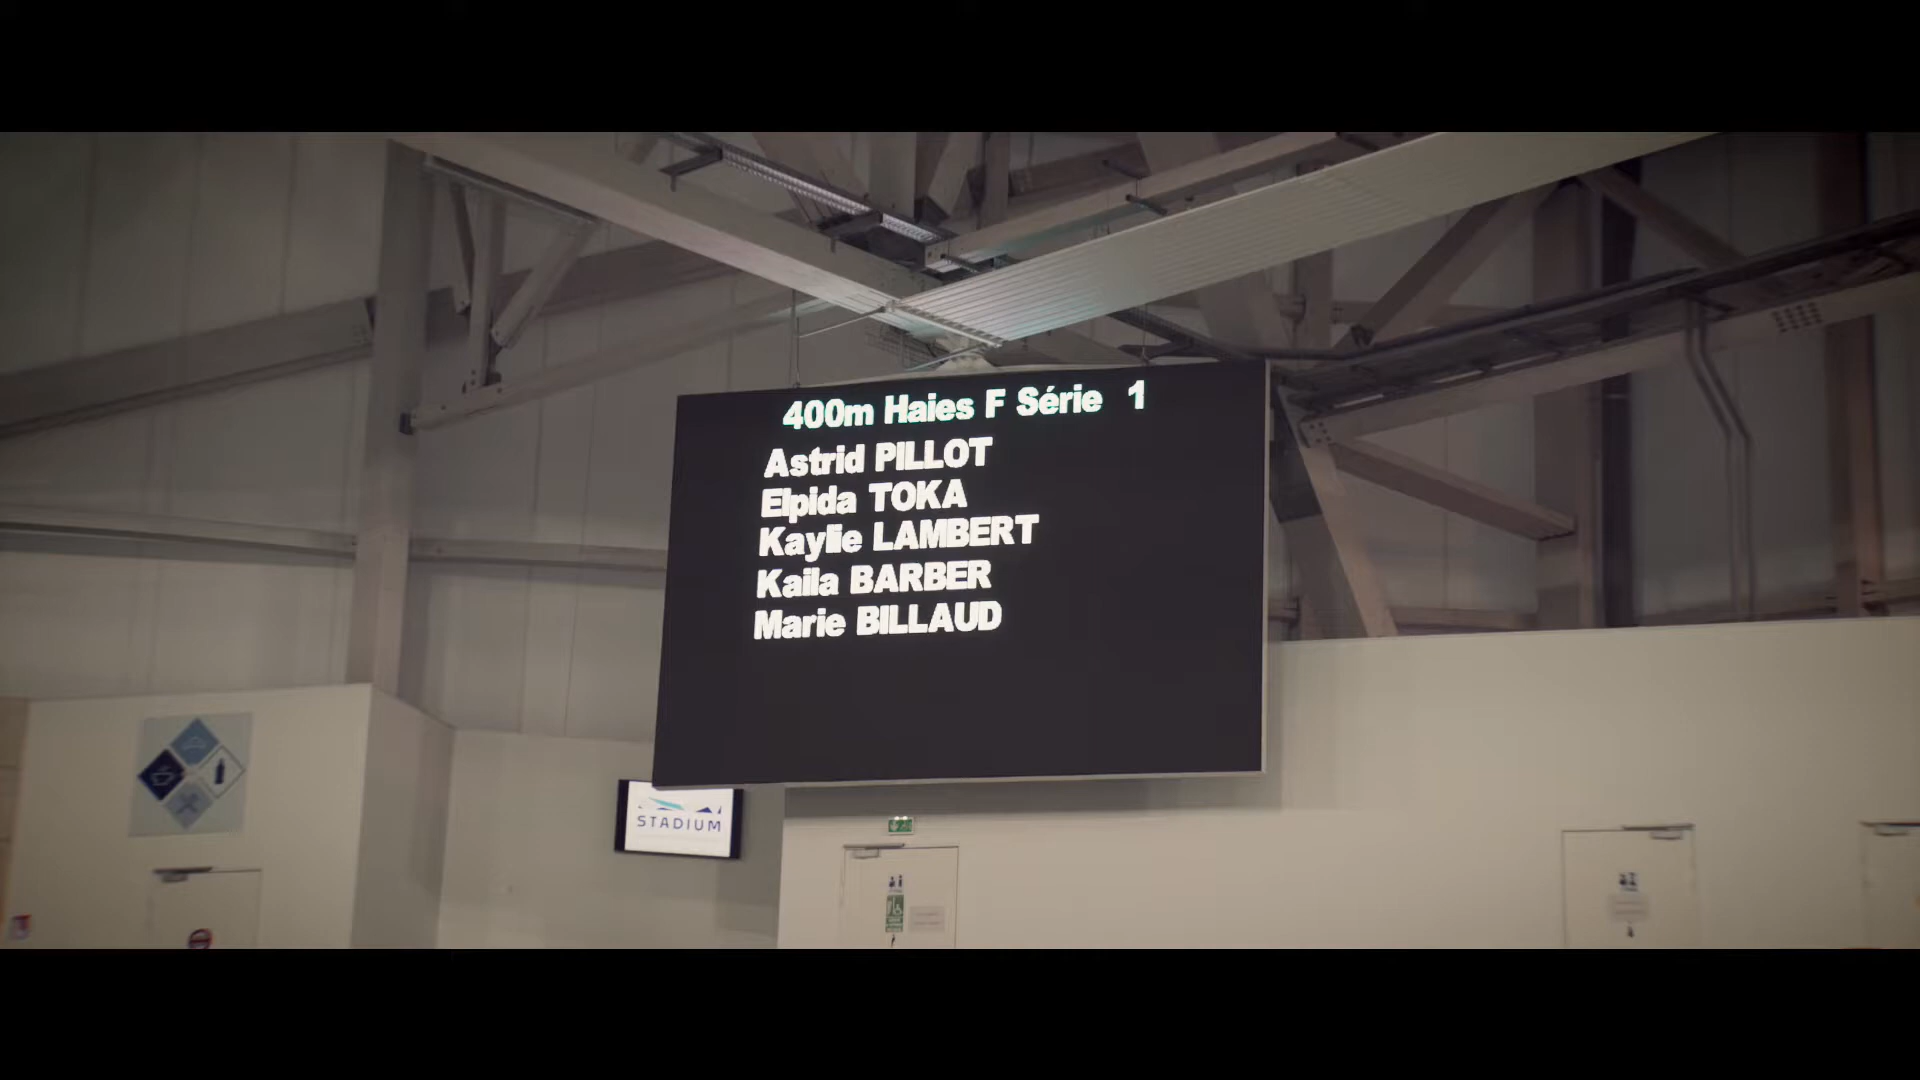 400m Haies F Série 1
Astrid PILLOT
Elpida TOKA
Kaylie LAMBERT
Kaila BARBER
Marie BILLAUD
STADIUM